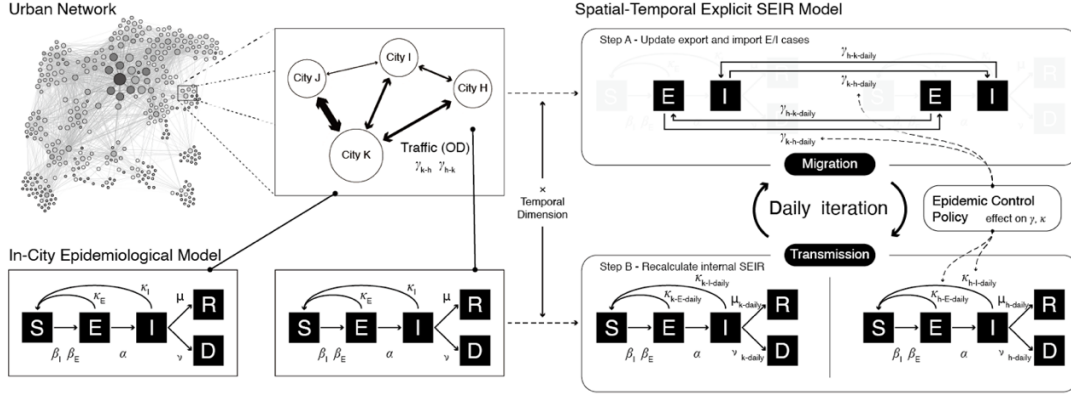 Urban Network
Spatial-Temporal Explicit SEIR Model
City J
City I
City H
City K
Traffic (OD)
γk-h γh-k
×
Temporal
Dimension
Step A - Update export and import E/I cases
γh-k-daily
γk-h-daily
E I E I
S μ R
D
γh-k-daily
γk-h-daily
Migration
Daily iteration
Epidemic Control
Policy effect on γ, κ
Transmission
In-City Epidemiological Model
κI
κE μ
S E I R D
βI βE α ν
κI
κE μ
S E I R D
βI βE α ν
Step B - Recalculate internal SEIR
κk-I-daily
κk-E-daily μk-daily
S E I R D
βI βE α ν k-daily
κh-I-daily
κh-E-daily μh-daily
S E I R D
βI βE α ν h-daily